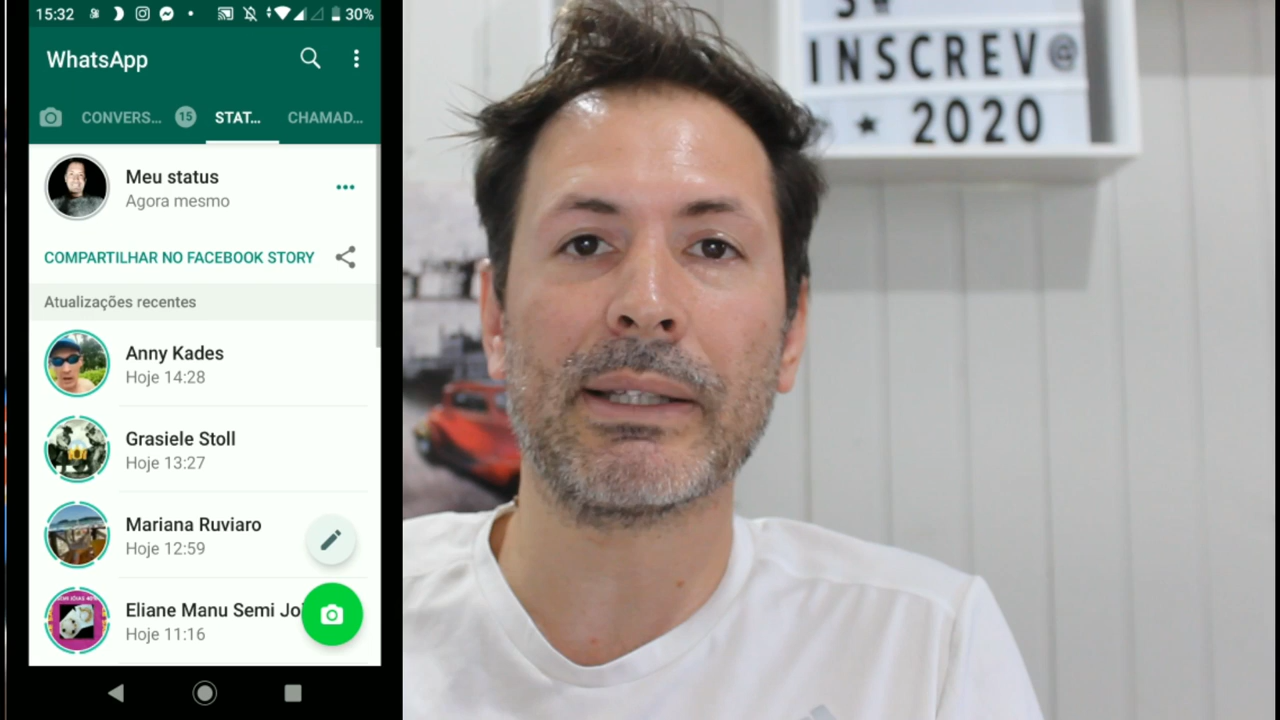 15:32
30%
WhatsApp
CONVERS... 15 STAT... CHAMAD...
Meu status
Agora mesmo
COMPARTILHAR NO FACEBOOK STORY
Atualizações recentes
Anny Kades
Hoje 14:28
Grasiele Stoll
Hoje 13:27
Mariana Ruviaro
Hoje 12:59
Eliane Manu Semi Jo
Hoje 11:16
INSCREV@
★ 2020